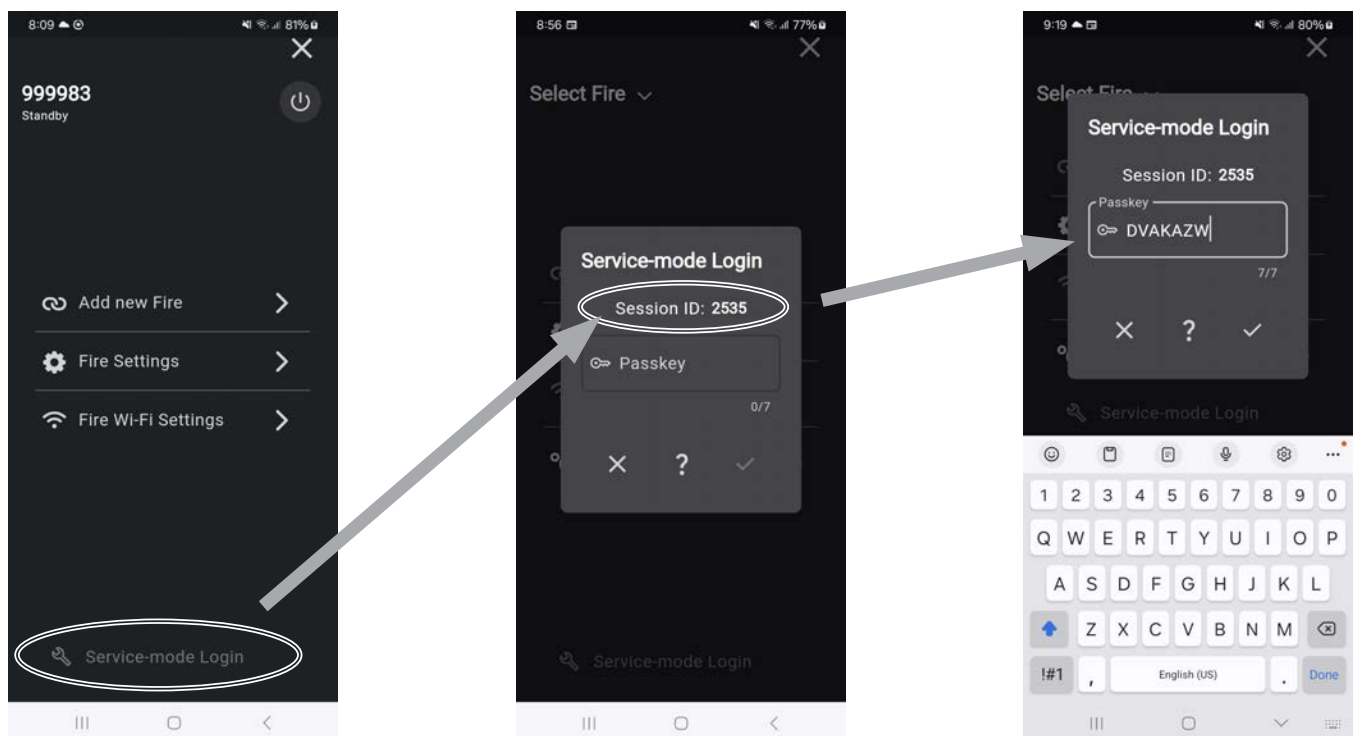 8:09
81%
999983
Standby
Add new Fire
Fire Settings
Fire Wi-Fi Settings
Service-mode Login
8:56
77%
Select Fire
Service-mode Login
Session ID: 2535
Passkey
0/7
?
Service-mode Login
9:19
80%
Select Fire
Service-mode Login
Session ID: 2535
Passkey
DVAKAZW
7/7
?
Service-mode Login
1 2 3 4 5 6 7 8 9 0
Q W E R T Y U I O P
A S D F G H J K L
Z X C V B N M
!#1 , English (US) . Done